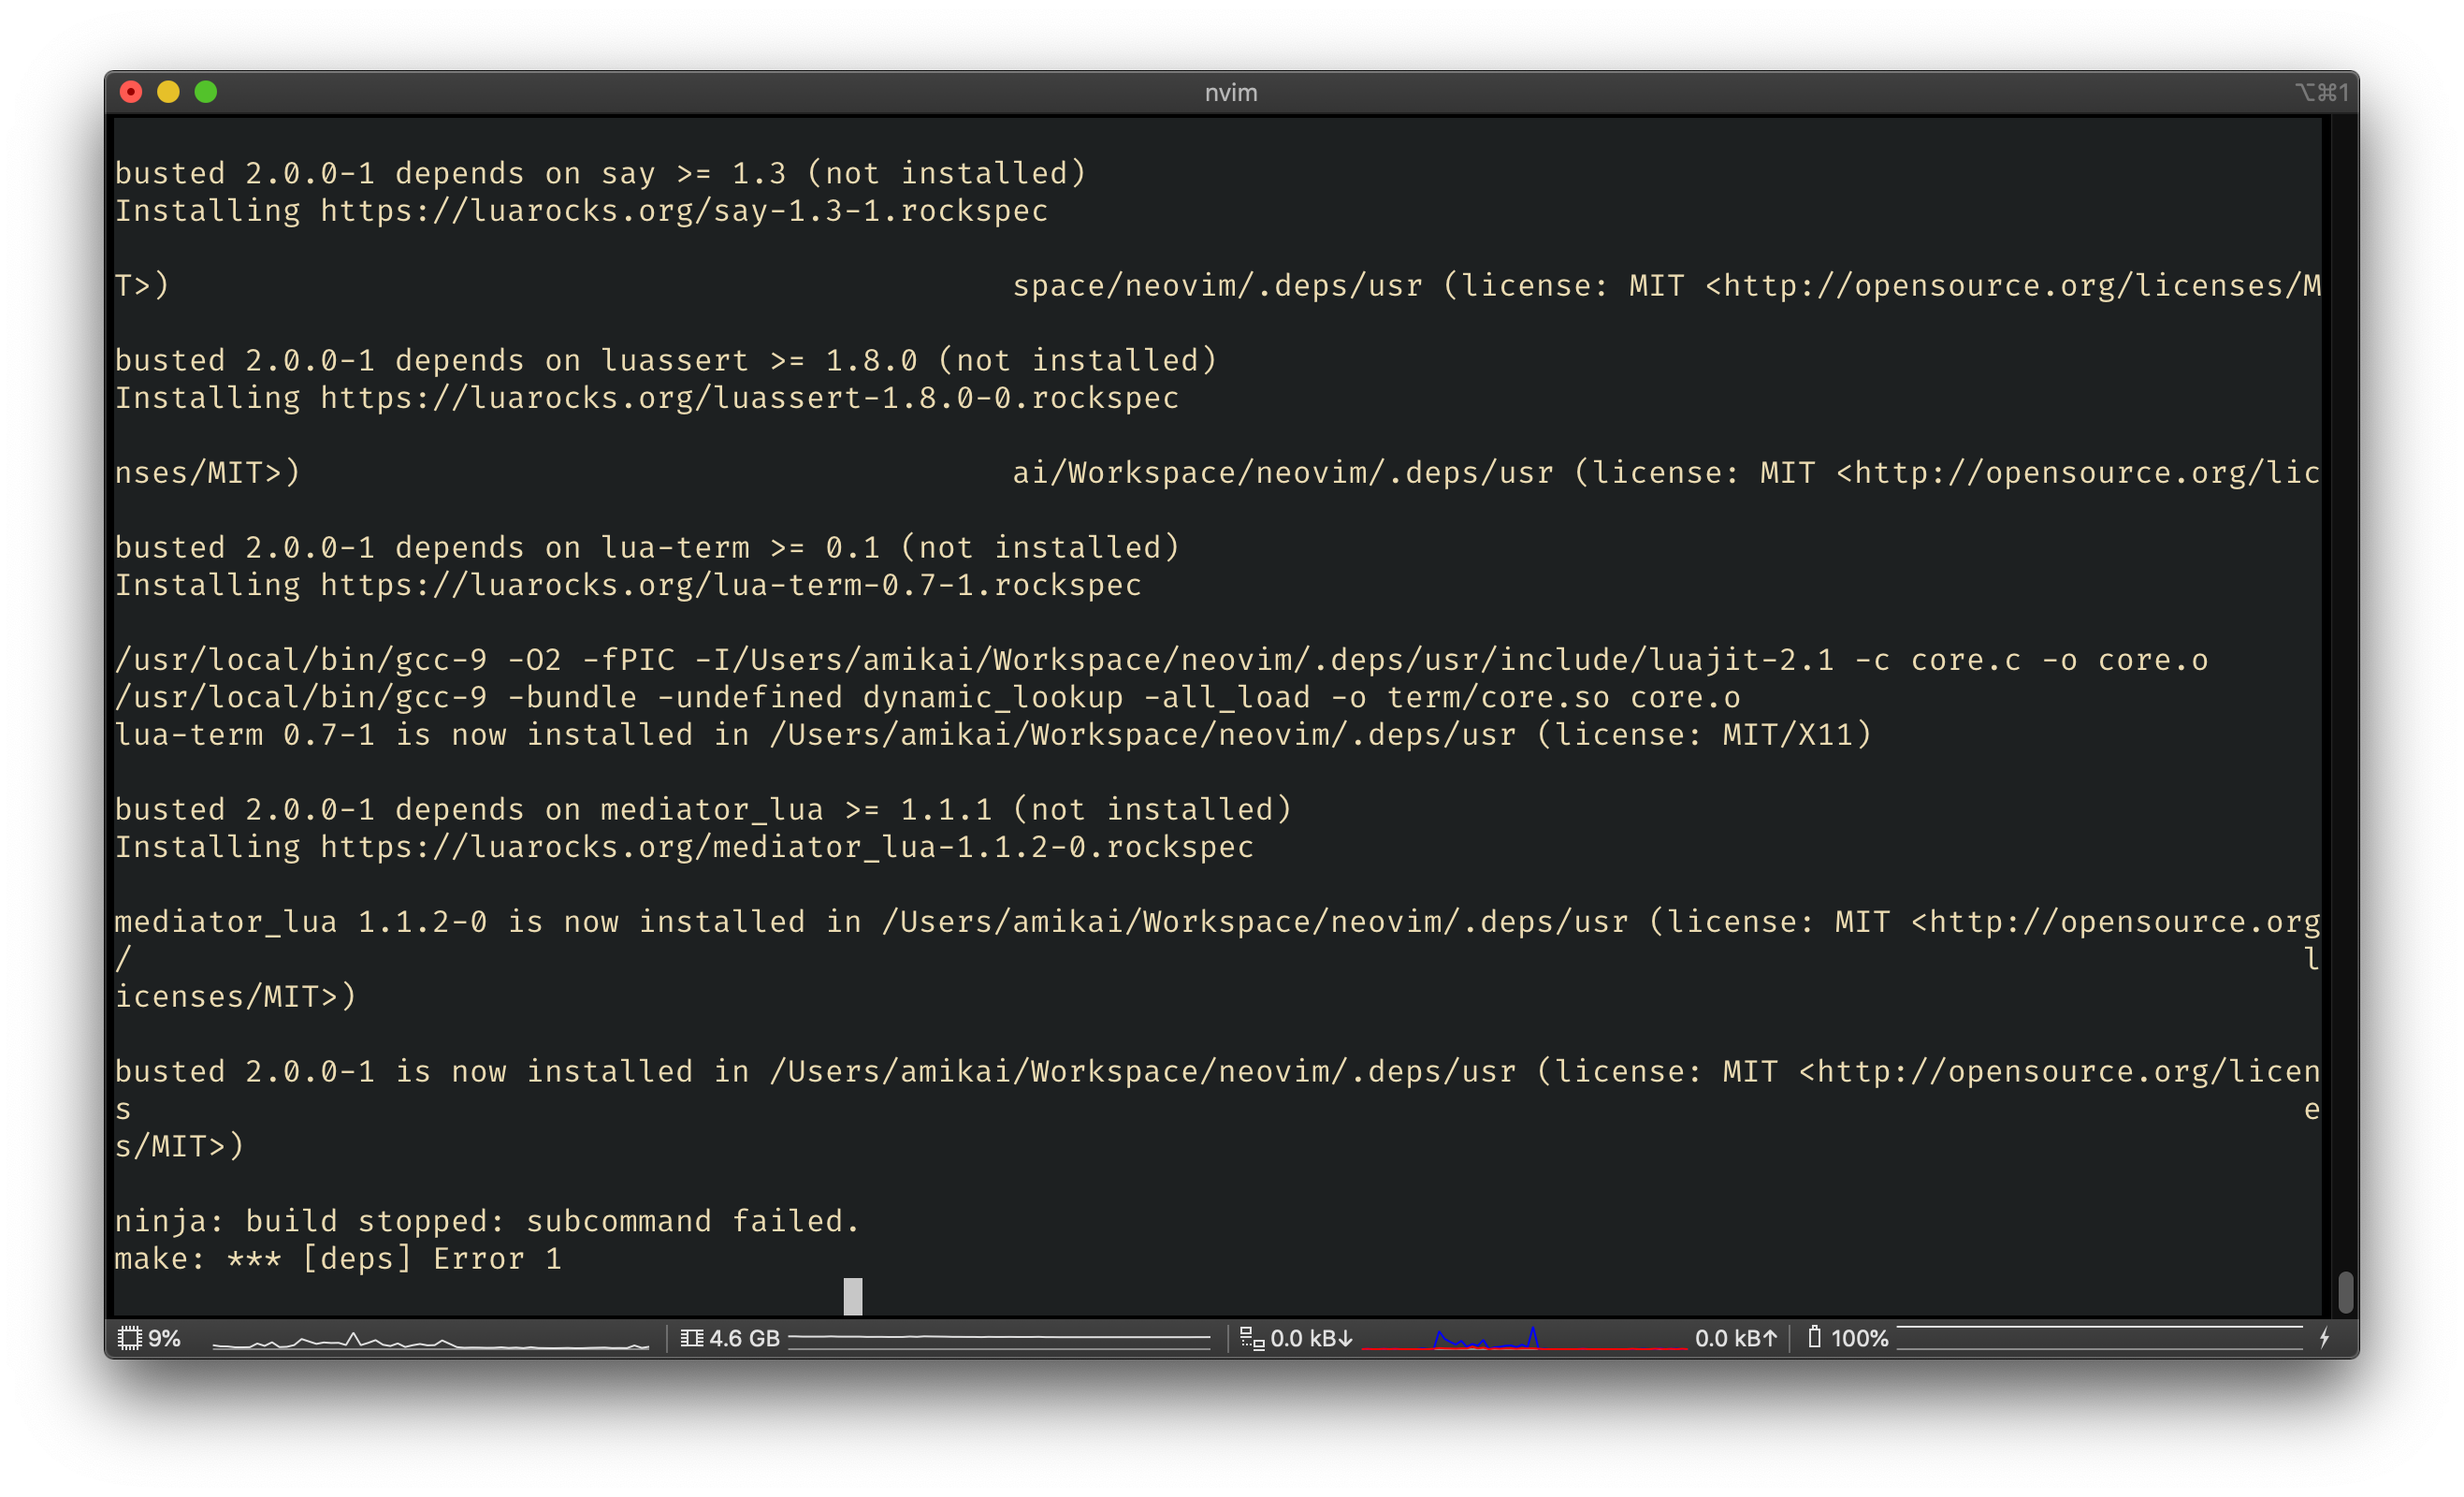 nvim
⌥⌘1
busted 2.0.0-1 depends on say >= 1.3 (not installed)
Installing https://luarocks.org/say-1.3-1.rockspec
T>) space/neovim/.deps/usr (license: MIT <http://opensource.org/licenses/M
busted 2.0.0-1 depends on luassert >= 1.8.0 (not installed)
Installing https://luarocks.org/luassert-1.8.0-0.rockspec
nses/MIT>) ai/Workspace/neovim/.deps/usr (license: MIT <http://opensource.org/lic
busted 2.0.0-1 depends on lua-term >= 0.1 (not installed)
Installing https://luarocks.org/lua-term-0.7-1.rockspec
/usr/local/bin/gcc-9 -O2 -fPIC -I/Users/amikai/Workspace/neovim/.deps/usr/include/luajit-2.1 -c core.c -o core.o
/usr/local/bin/gcc-9 -bundle -undefined dynamic_lookup -all_load -o term/core.so core.o
lua-term 0.7-1 is now installed in /Users/amikai/Workspace/neovim/.deps/usr (license: MIT/X11)
busted 2.0.0-1 depends on mediator_lua >= 1.1.1 (not installed)
Installing https://luarocks.org/mediator_lua-1.1.2-0.rockspec
mediator_lua 1.1.2-0 is now installed in /Users/amikai/Workspace/neovim/.deps/usr (license: MIT <http://opensource.org
/ l
icenses/MIT>)
busted 2.0.0-1 is now installed in /Users/amikai/Workspace/neovim/.deps/usr (license: MIT <http://opensource.org/licen
s e
s/MIT>)
ninja: build stopped: subcommand failed.
make: *** [deps] Error 1
9% 4.6 GB 0.0 kB↓ 0.0 kB↑ 100%